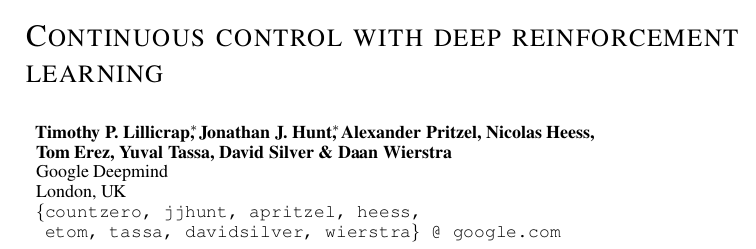 CONTINUOUS CONTROL WITH DEEP REINFORCEMENT
LEARNING
Timothy P. Lillicrap,* Jonathan J. Hunt,* Alexander Pritzel, Nicolas Heess,
Tom Erez, Yuval Tassa, David Silver & Daan Wierstra
Google Deepmind
London, UK
{countzero, jjhunt, apritzel, heess,
etom, tassa, davidsilver, wierstra} @ google.com